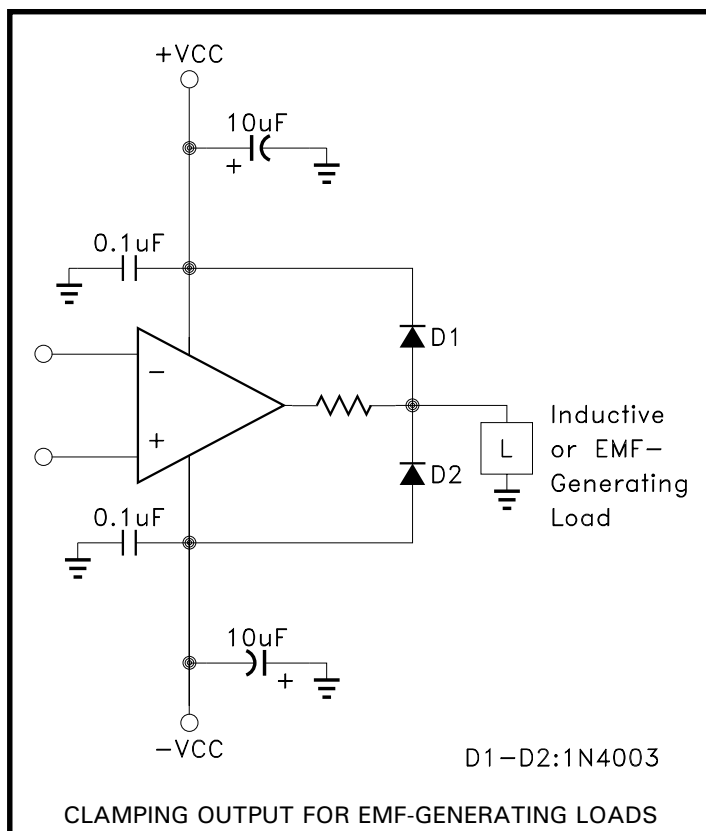 +VCC
10uF
+
0.1uF
D1
−
+
L
Inductive
or EMF−
Generating
Load
D2
0.1uF
10uF
+
−VCC
D1−D2:1N4003
CLAMPING OUTPUT FOR EMF-GENERATING LOADS